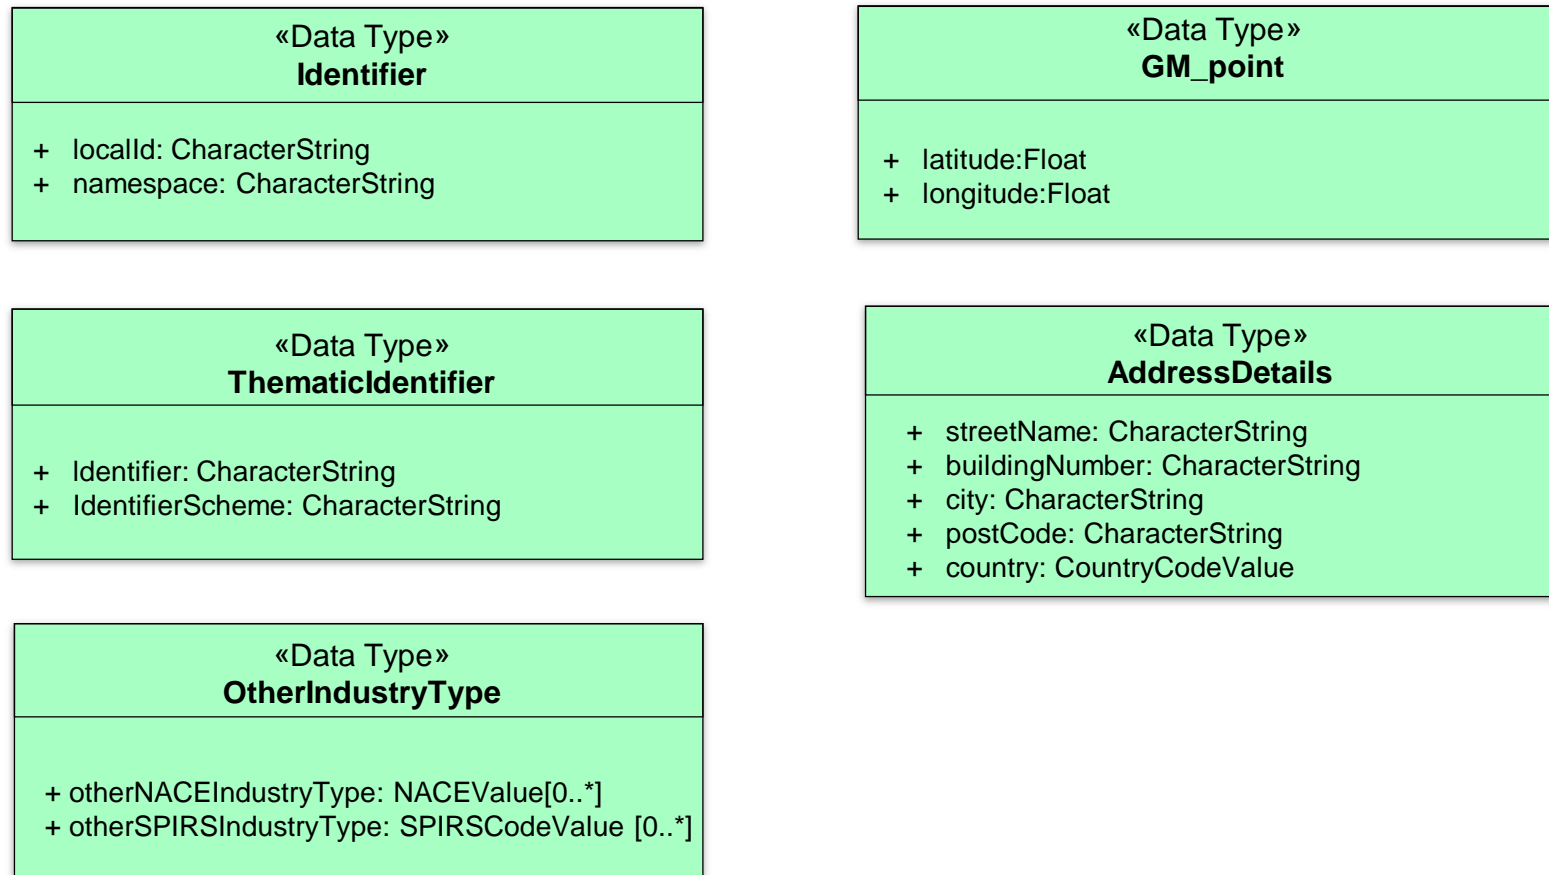 «Data Type»
Identifier
+ localId: CharacterString
+ namespace: CharacterString
«Data Type»
GM_point
+ latitude:Float
+ longitude:Float
«Data Type»
ThematicIdentifier
+ Identifier: CharacterString
+ IdentifierScheme: CharacterString
«Data Type»
AddressDetails
+ streetName: CharacterString
+ buildingNumber: CharacterString
+ city: CharacterString
+ postCode: CharacterString
+ country: CountryCodeValue
«Data Type»
OtherIndustryType
+ otherNACEIndustryType: NACEValue[0..*]
+ otherSPIRSIndustryType: SPIRSCodeValue [0..*]